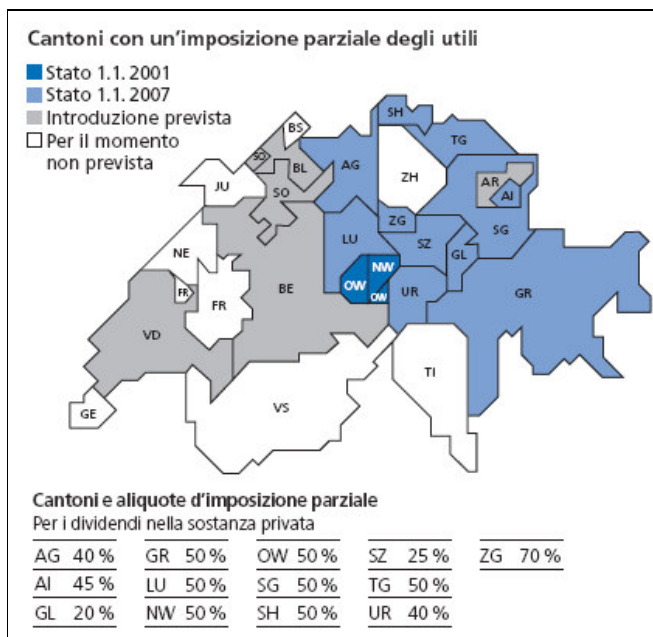 Cantoni con un'imposizione parziale degli utili
Stato 1.1.2001
Stato 1.1.2007
Introduzione prevista
Per il momento
non prevista
SH
BS
TG
SO
BL
AG
ZH
AR
JU
SO
AI
ZG
LU
SG
SZ
NE
GL
NW
OW
OW
UR
FR
FR
BE
GR
VD
TI
GE
VS
Cantoni e aliquote d'imposizione parziale
Per i dividendi nella sostanza privata
AG 40 % GR 50 % OW 50 % SZ 25 % ZG 70 %
AI 45 % LU 50 % SG 50 % TG 50 %
GL 20 % NW 50 % SH 50 % UR 40 %